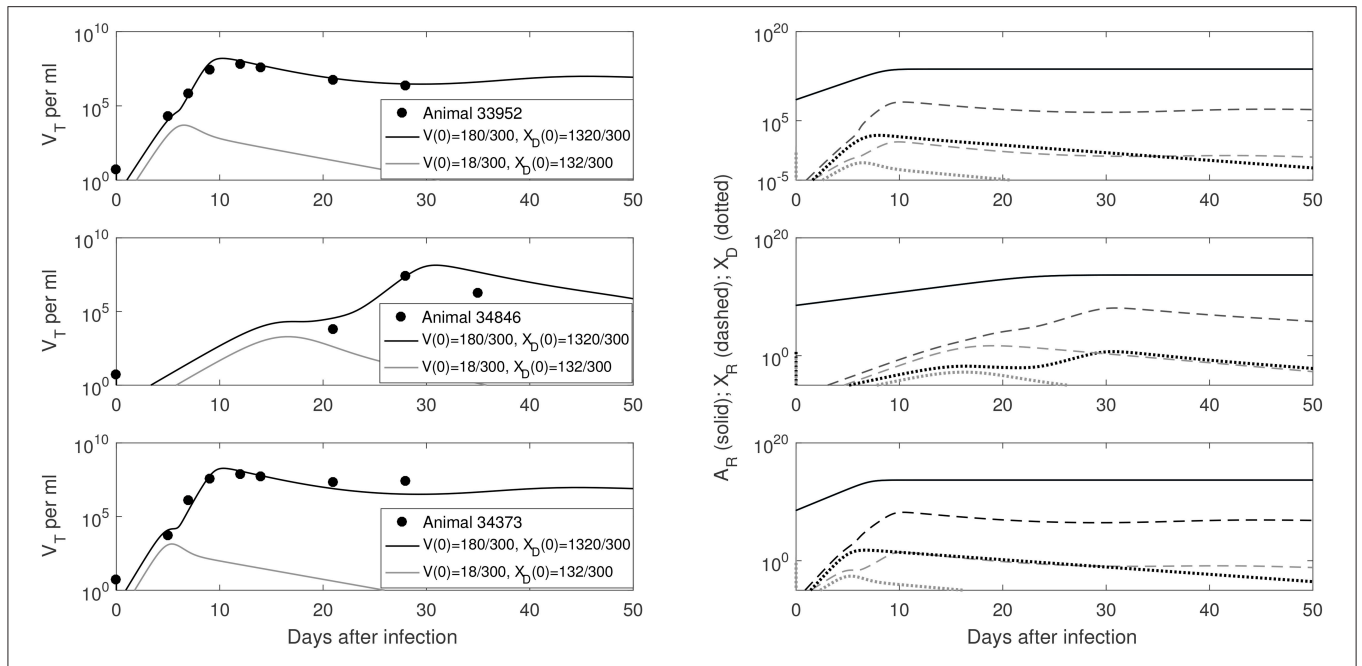 V_T per ml
10^10
10^5
10^0
0 10 20 30 40 50
Animal 33952
V(0)=180/300, X_D(0)=1320/300
V(0)=18/300, X_D(0)=132/300
V_T per ml
10^10
10^5
10^0
0 10 20 30 40 50
Animal 34846
V(0)=180/300, X_D(0)=1320/300
V(0)=18/300, X_D(0)=132/300
V_T per ml
10^10
10^5
10^0
0 10 20 30 40 50
Animal 34373
V(0)=180/300, X_D(0)=1320/300
V(0)=18/300, X_D(0)=132/300
Days after infection
A_R (solid); X_R (dashed); X_D (dotted)
10^20
10^5
10^-5
0 10 20 30 40 50
10^20
10^0
0 10 20 30 40 50
10^20
10^0
0 10 20 30 40 50
Days after infection